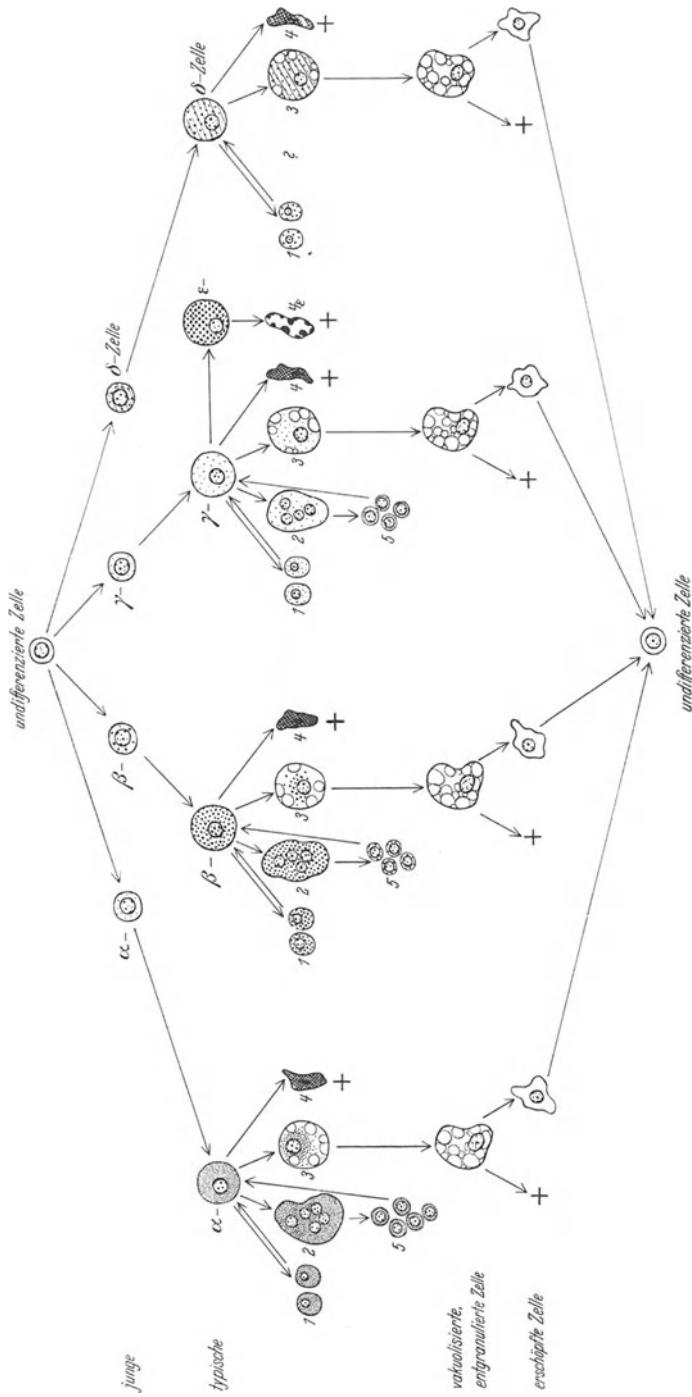 undifferenzierte Zelle
junge
α-
β-
γ-
δ-Zelle
typische
α-
β-
γ-
ε-
δ-Zelle
1
2
3
4
+
1
2
3
4
+
1
2
3
4
+
4ε
+
1
?
3
4
+
5
5
5
vakuolisierte,
entgranulierte Zelle
+
+
+
+
erschöpfte Zelle
undifferenzierte Zelle